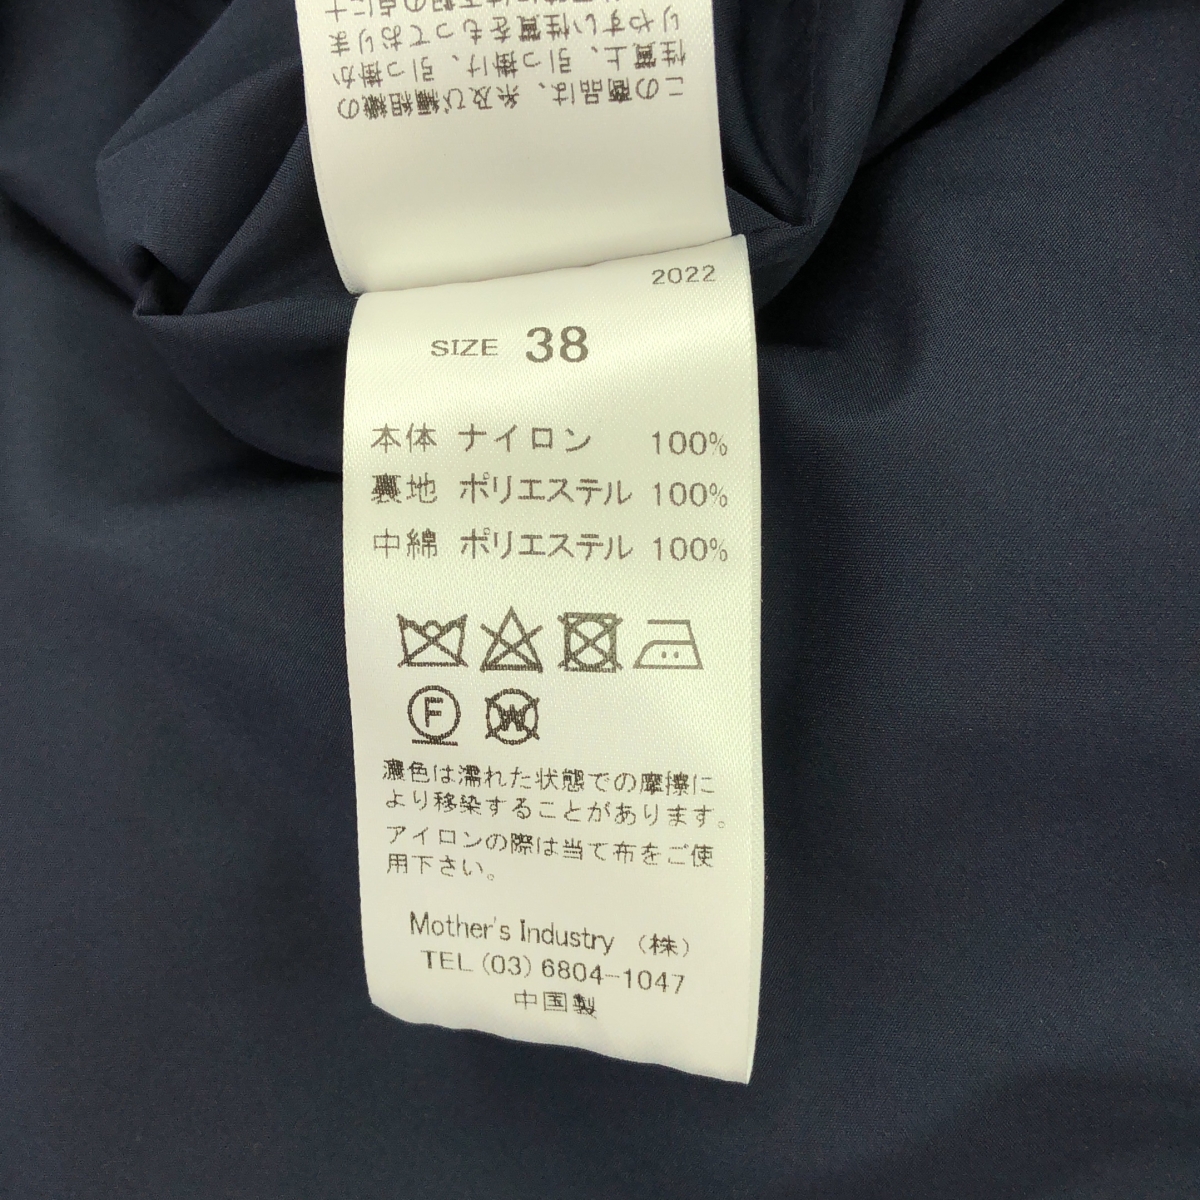 この商品は、糸及び編組織の
性質上、引っ掛け、引っ掛か
りやすい性質をもっておりま
2022
SIZE 38
本体 ナイロン 100%
裏地 ポリエステル 100%
中綿 ポリエステル 100%
F W
濃色は濡れた状態での摩擦に
より移染することがあります。
アイロンの際は当て布をご使
用下さい。
Mother's Industry （株）
TEL (03) 6804-1047
中国製